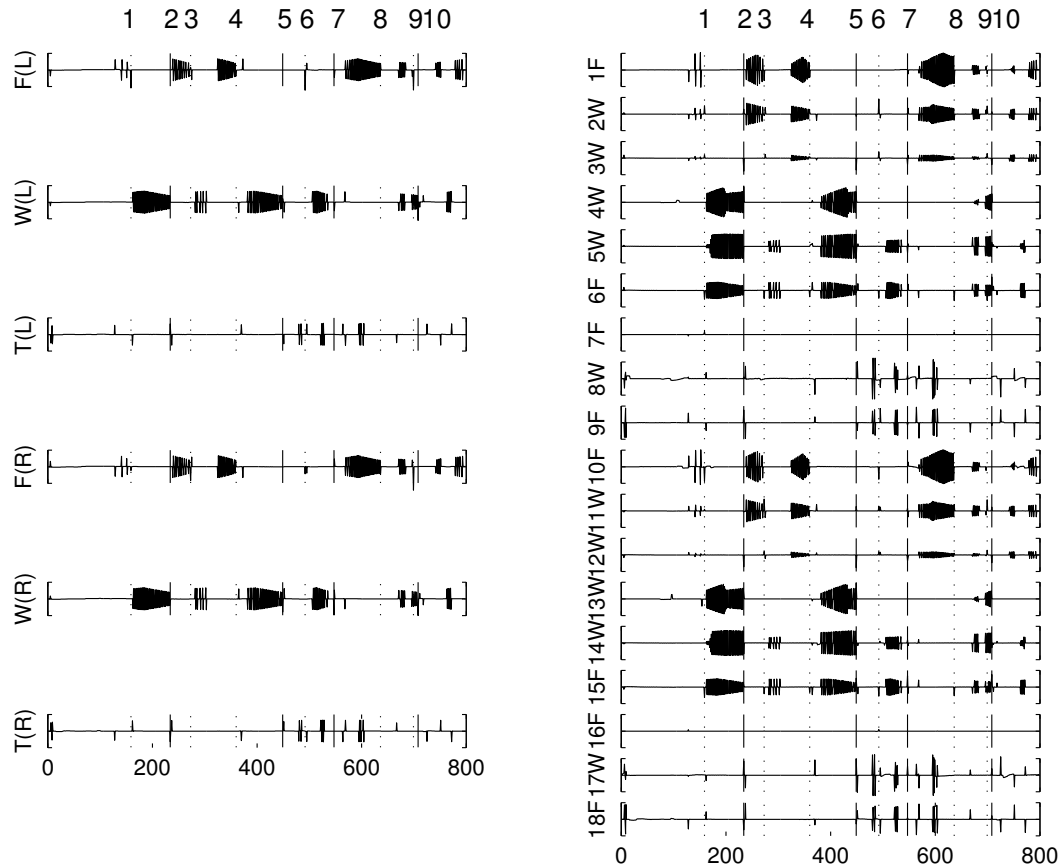 1 2 3 4 5 6 7 8 9 10
F(L)
W(L)
T(L)
F(R)
W(R)
T(R)
0 200 400 600 800
1 2 3 4 5 6 7 8 9 10
1F
2W
3W
4W
5W
6F
7F
8W
9F
10F
11W
12W
13W
14W
15F
16F
17W
18F
0 200 400 600 800